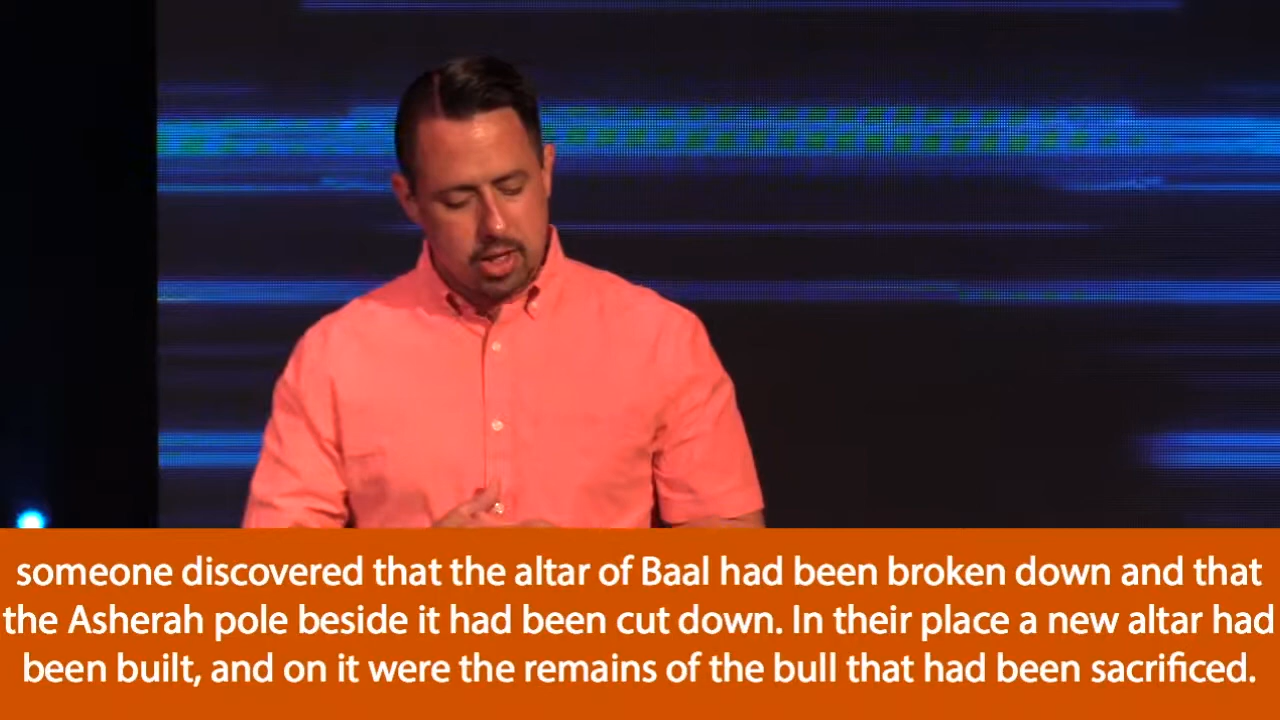 someone discovered that the altar of Baal had been broken down and that
the Asherah pole beside it had been cut down. In their place a new altar had
been built, and on it were the remains of the bull that had been sacrificed.